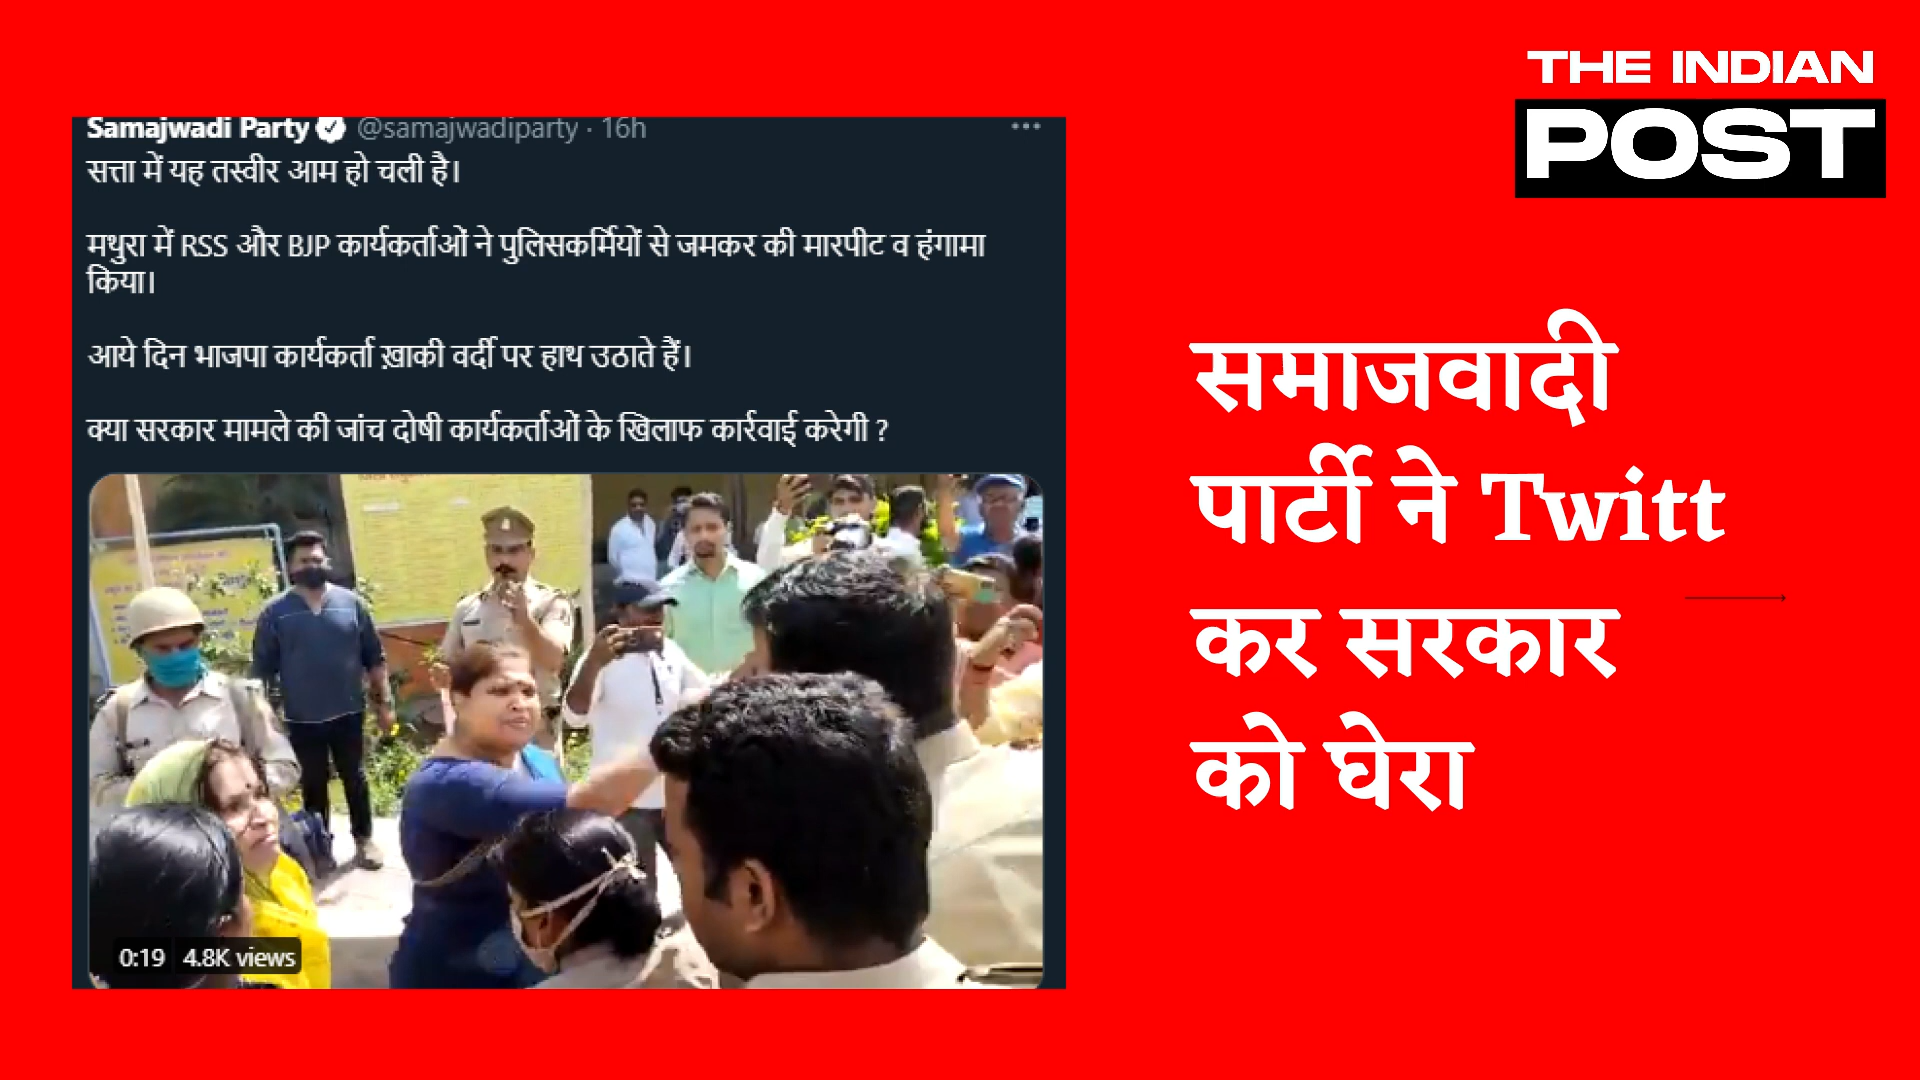 THE INDIAN
POST
Samajwadi Party @samajwadiparty · 16h
सत्ता में यह तस्वीर आम हो चली है।
मथुरा में RSS और BJP कार्यकर्ताओं ने पुलिसकर्मियों से जमकर की मारपीट व हंगामा
किया।
आये दिन भाजपा कार्यकर्ता ख़ाकी वर्दी पर हाथ उठाते हैं।
क्या सरकार मामले की जांच दोषी कार्यकर्ताओं के खिलाफ कार्रवाई करेगी ?
0:19 4.8K views
समाजवादी
पार्टी ने Twitt
कर सरकार
को घेरा